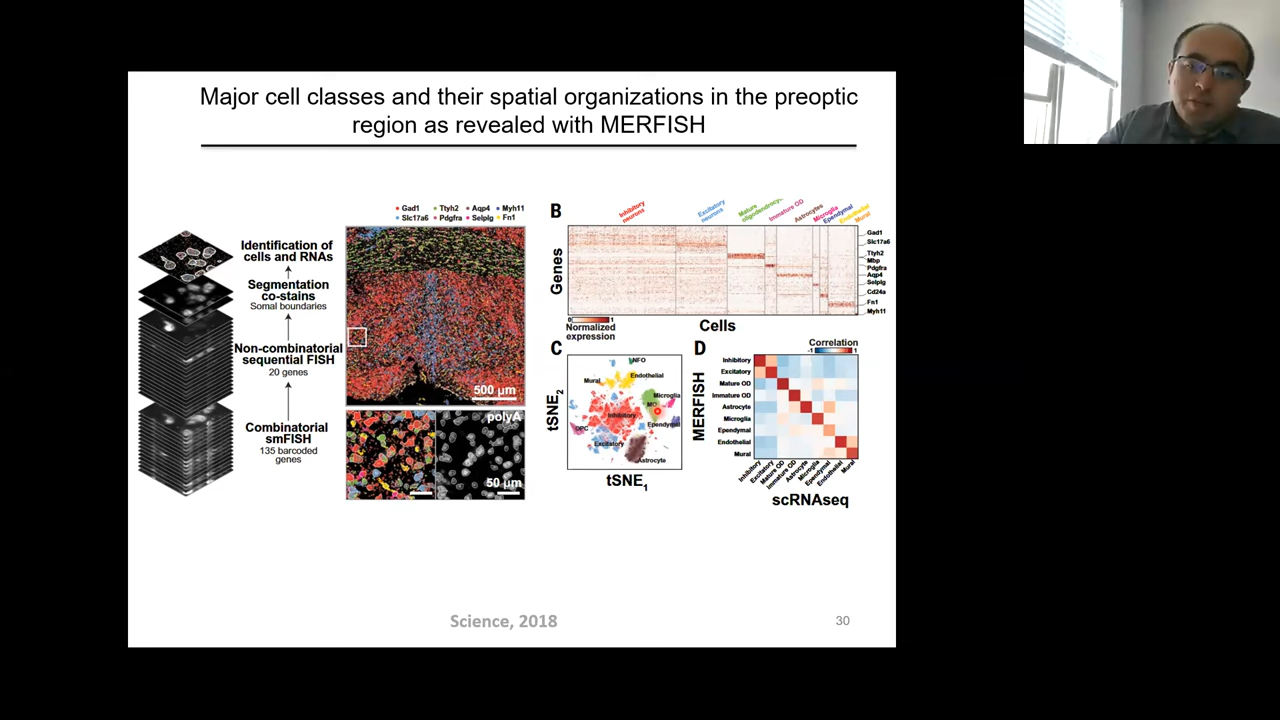 Major cell classes and their spatial organizations in the preoptic
region as revealed with MERFISH
Identification of
cells and RNAs
Segmentation
co-stains
Somal boundaries
Non-combinatorial
sequential FISH
20 genes
Combinatorial
smFISH
135 barcoded
genes
Gad1 Ttyh2 Aqp4 Myh11
Slc17a6 Pdgfra Selplg Fn1
500 µm
polyA
50 µm
B
Inhibitory
neurons
Excitatory
neurons
Mature
oligodendrocy-
Immature OD
Astrocytes
Microglia
Ependymal
Endothelial
Mural
Genes
Gad1
Slc17a6
Ttyh2
Mbp
Pdgfra
Aqp4
Selplg
Cd24a
Fn1
Myh11
0 1
Normalized
expression
Cells
C
NFO
Mural
Endothelial
Microglia
MO
Inhibitory
Ependymal
OPC
Excitatory
Astrocyte
tSNE2
tSNE1
D
Correlation
-1 1
MERFISH
Inhibitory
Excitatory
Mature OD
Immature OD
Astrocyte
Microglia
Ependymal
Endothelial
Mural
Inhibitory
Excitatory
Mature OD
Immature OD
Astrocyte
Microglia
Ependymal
Endothelial
Mural
scRNAseq
Science, 2018
30